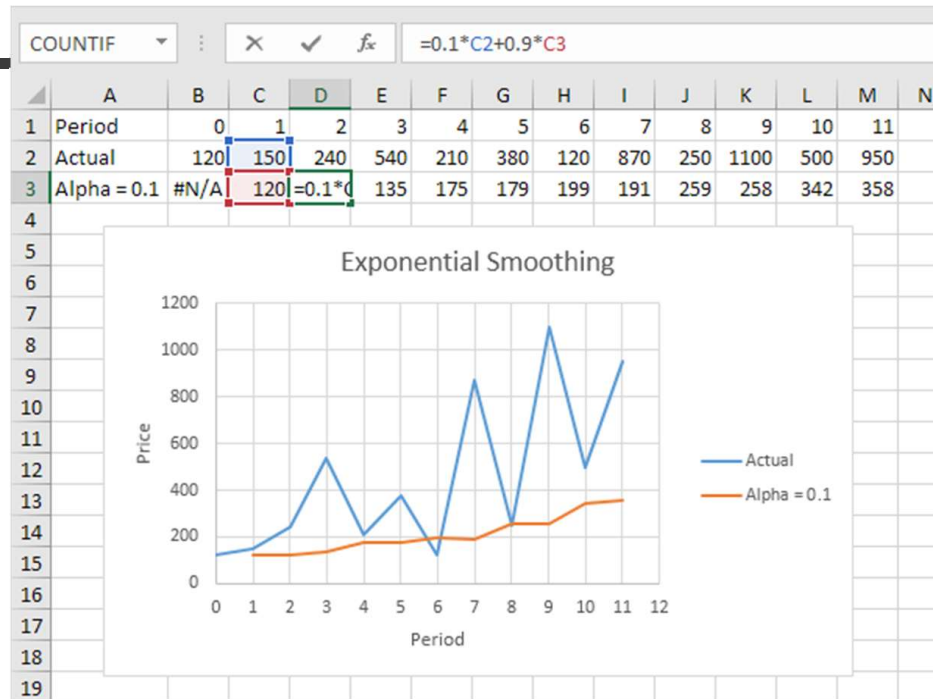 COUNTIF fx =0.1*C2+0.9*C3
A B C D E F G H I J K L M N
1 Period 0 1 2 3 4 5 6 7 8 9 10 11
2 Actual 120 150 240 540 210 380 120 870 250 1100 500 950
3 Alpha = 0.1 #N/A 120 =0.1*C 135 175 179 199 191 259 258 342 358
4
5
6
7
8
9
10
11
12
13
14
15
16
17
18
19
Exponential Smoothing
1200
1000
800
600
400
200
0
Price
0 1 2 3 4 5 6 7 8 9 10 11 12
Period
Actual
Alpha = 0.1